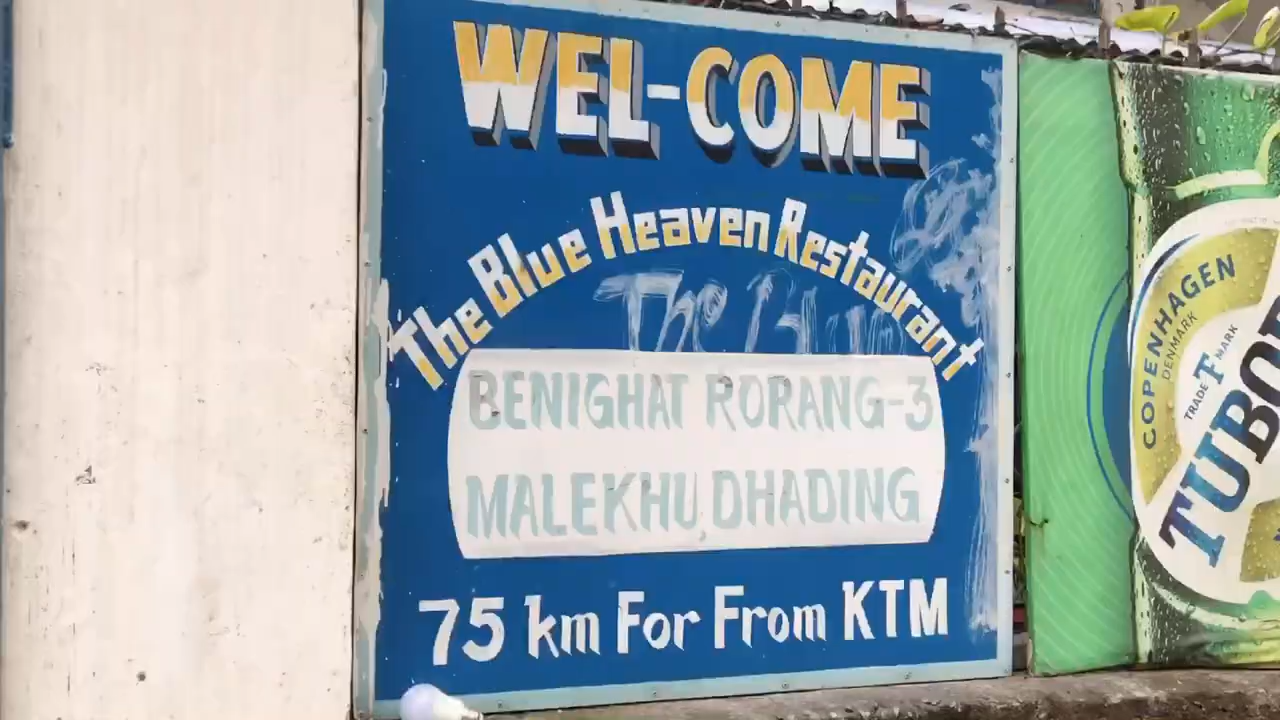 WEL-COME
The Blue Heaven Restaurant
BENIGHAT RORANG-3
MALEKHU, DHADING
75 km For From KTM
COPENHAGEN
DENMARK
TRADE T MARK